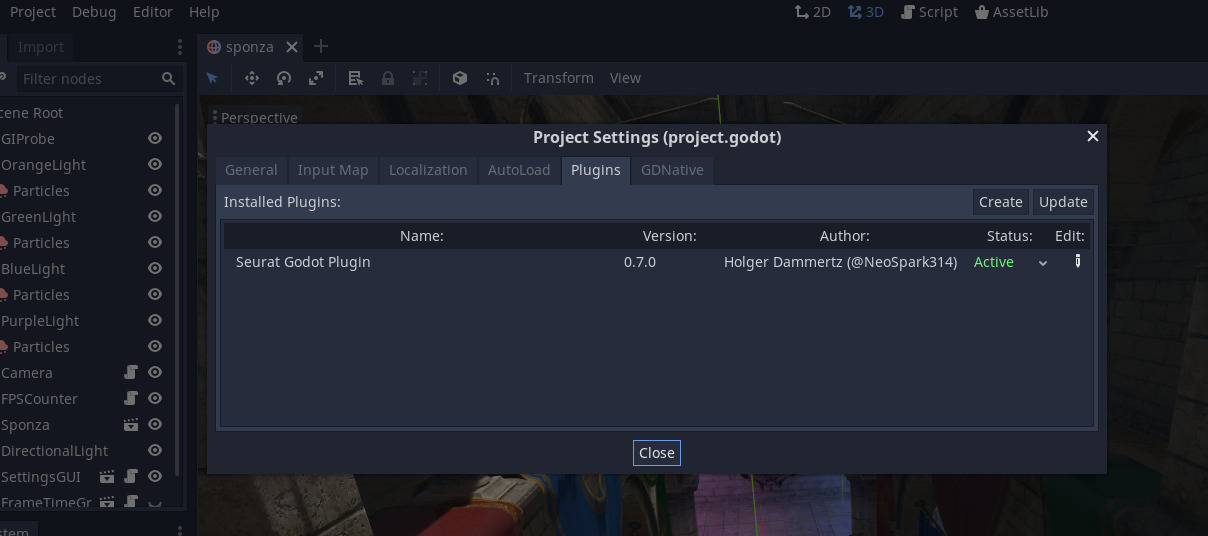 Project Debug Editor Help 2D 3D Script AssetLib
Import sponza
Filter nodes Transform View
cene Root Perspective
Project Settings (project.godot)
GIProbe
OrangeLight General Input Map Localization AutoLoad Plugins GDNative
Particles
Installed Plugins: Create Update
GreenLight
Name: Version: Author: Status: Edit:
Particles
Seurat Godot Plugin 0.7.0 Holger Dammertz (@NeoSpark314) Active
BlueLight
Particles
PurpleLight
Particles
Camera
FPSCounter
Sponza
DirectionalLight
Close
SettingsGUI
FrameTimeGr
stem